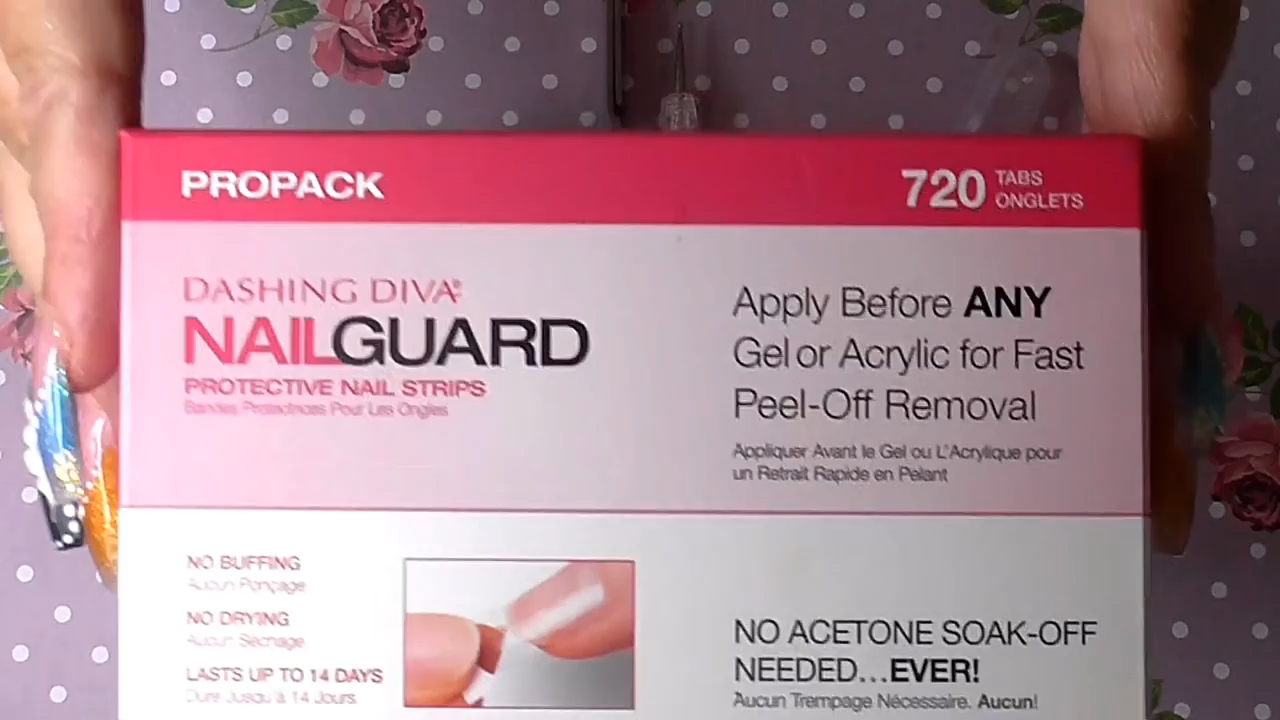 PROPACK
720 TABS
ONGLETS
DASHING DIVA®
NAILGUARD
PROTECTIVE NAIL STRIPS
Bandes Protectrices Pour Les Ongles
Apply Before ANY
Gel or Acrylic for Fast
Peel-Off Removal
Appliquer Avant le Gel ou L'Acrylique pour
un Retrait Rapide en Pelant
NO BUFFING
Aucun Ponçage
NO DRYING
Aucun Séchage
LASTS UP TO 14 DAYS
Dure Jusqu'à 14 Jours
NO ACETONE SOAK-OFF
NEEDED...EVER!
Aucun Trempage Nécessaire. Aucun!